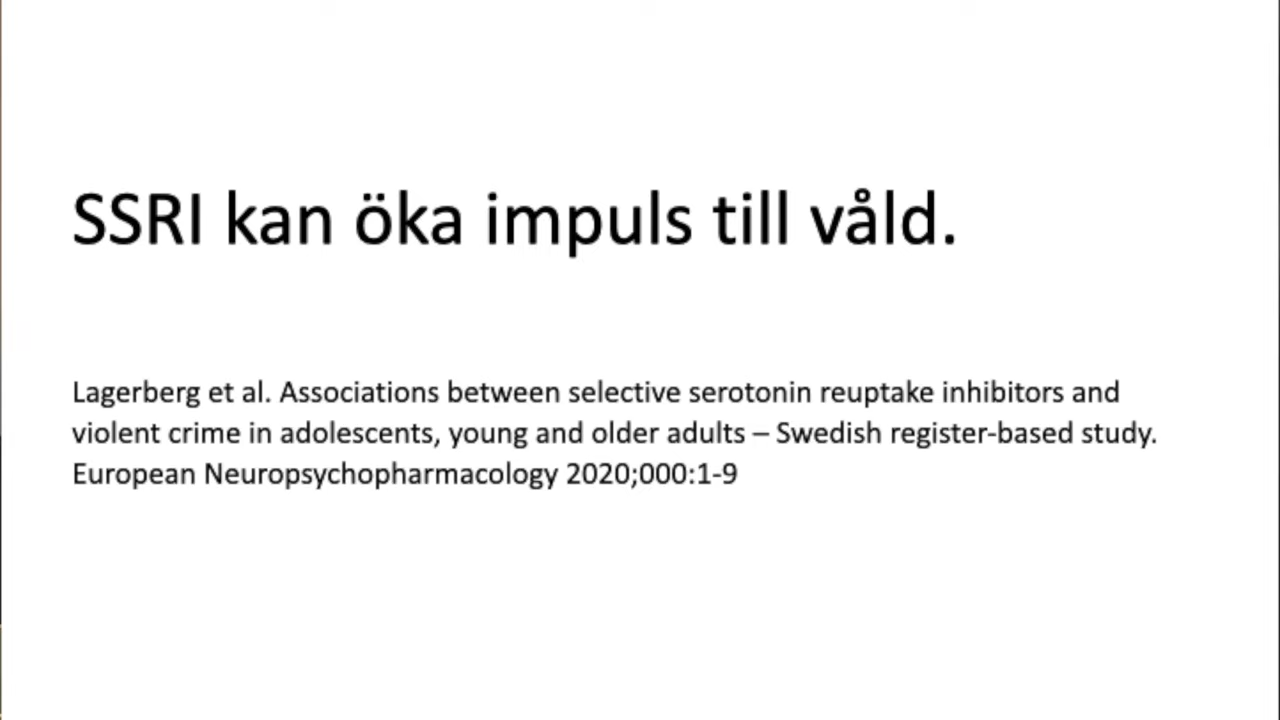 SSRI kan öka impuls till våld.
Lagerberg et al. Associations between selective serotonin reuptake inhibitors and
violent crime in adolescents, young and older adults – Swedish register-based study.
European Neuropsychopharmacology 2020;000:1-9